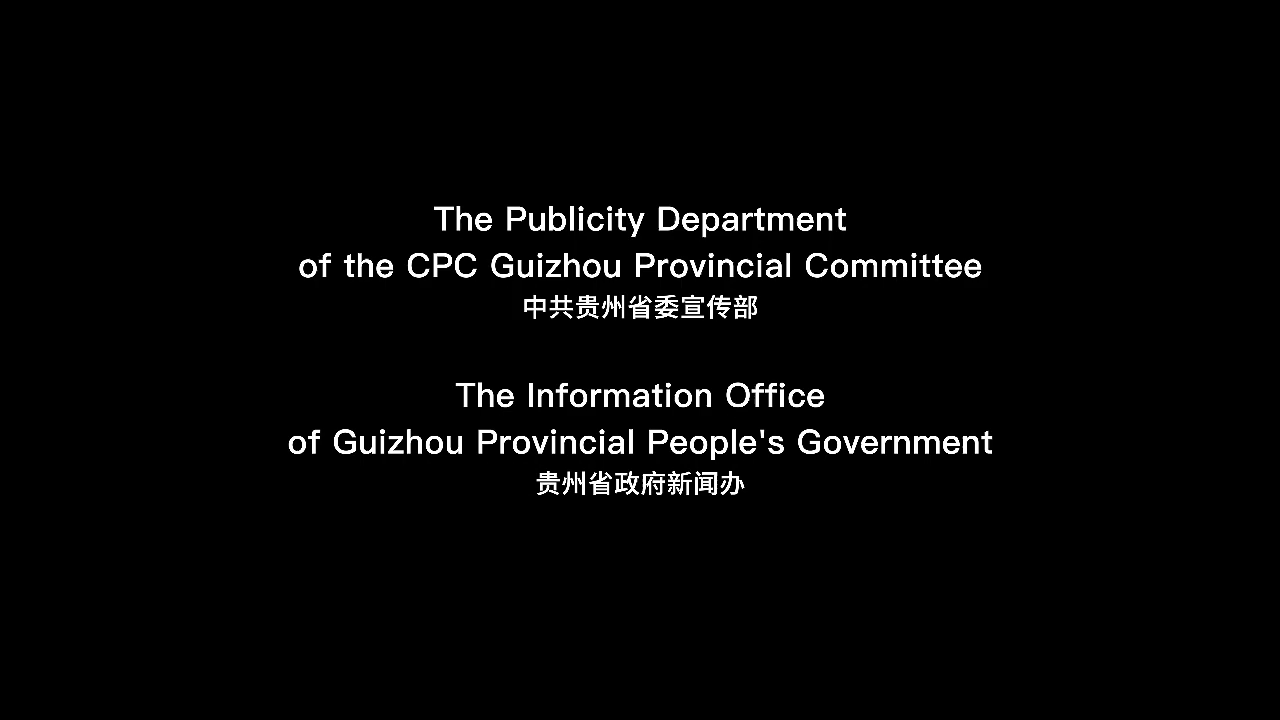 The Publicity Department
of the CPC Guizhou Provincial Committee
中共贵州省委宣传部
The Information Office
of Guizhou Provincial People's Government
贵州省政府新闻办